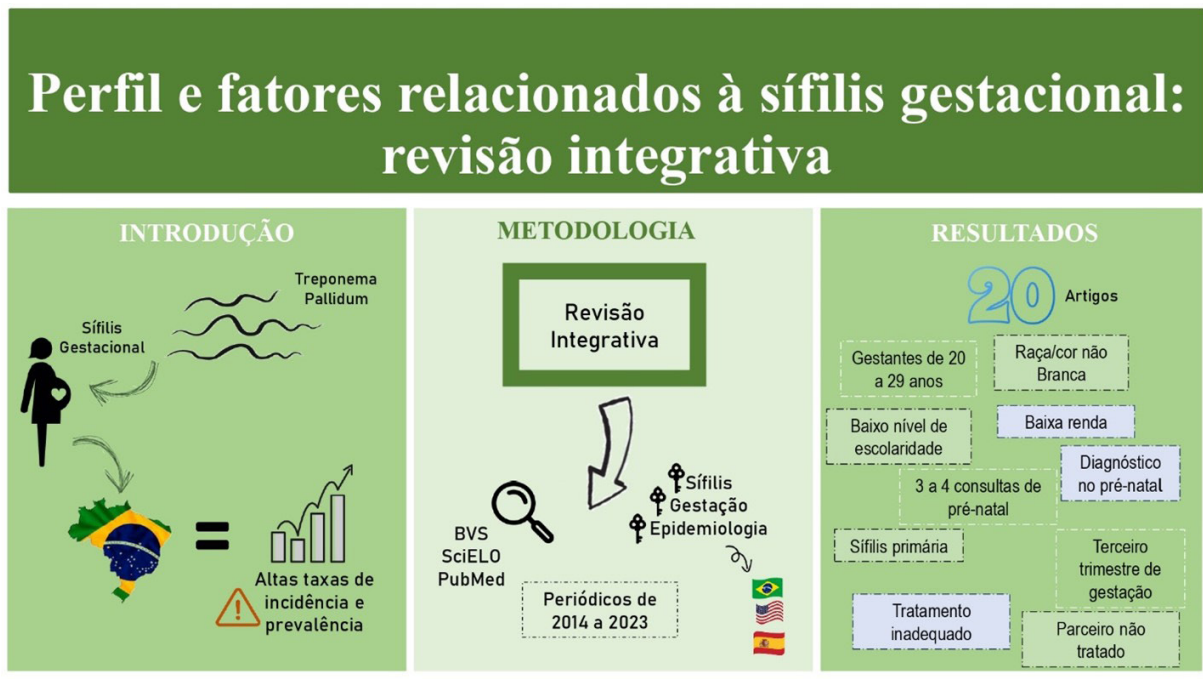 Perfil e fatores relacionados à sífilis gestacional:
revisão integrativa
INTRODUÇÃO
Treponema
Pallidum
Sífilis
Gestacional
Altas taxas de
incidência e
prevalência
METODOLOGIA
Revisão
Integrativa
Sífilis
Gestação
Epidemiologia
BVS
SciELO
PubMed
Periódicos de
2014 a 2023
RESULTADOS
20 Artigos
Gestantes de 20
a 29 anos
Raça/cor não
Branca
Baixo nível de
escolaridade
Baixa renda
Diagnóstico
no pré-natal
3 a 4 consultas de
pré-natal
Sífilis primária
Terceiro
trimestre de
gestação
Tratamento
inadequado
Parceiro não
tratado